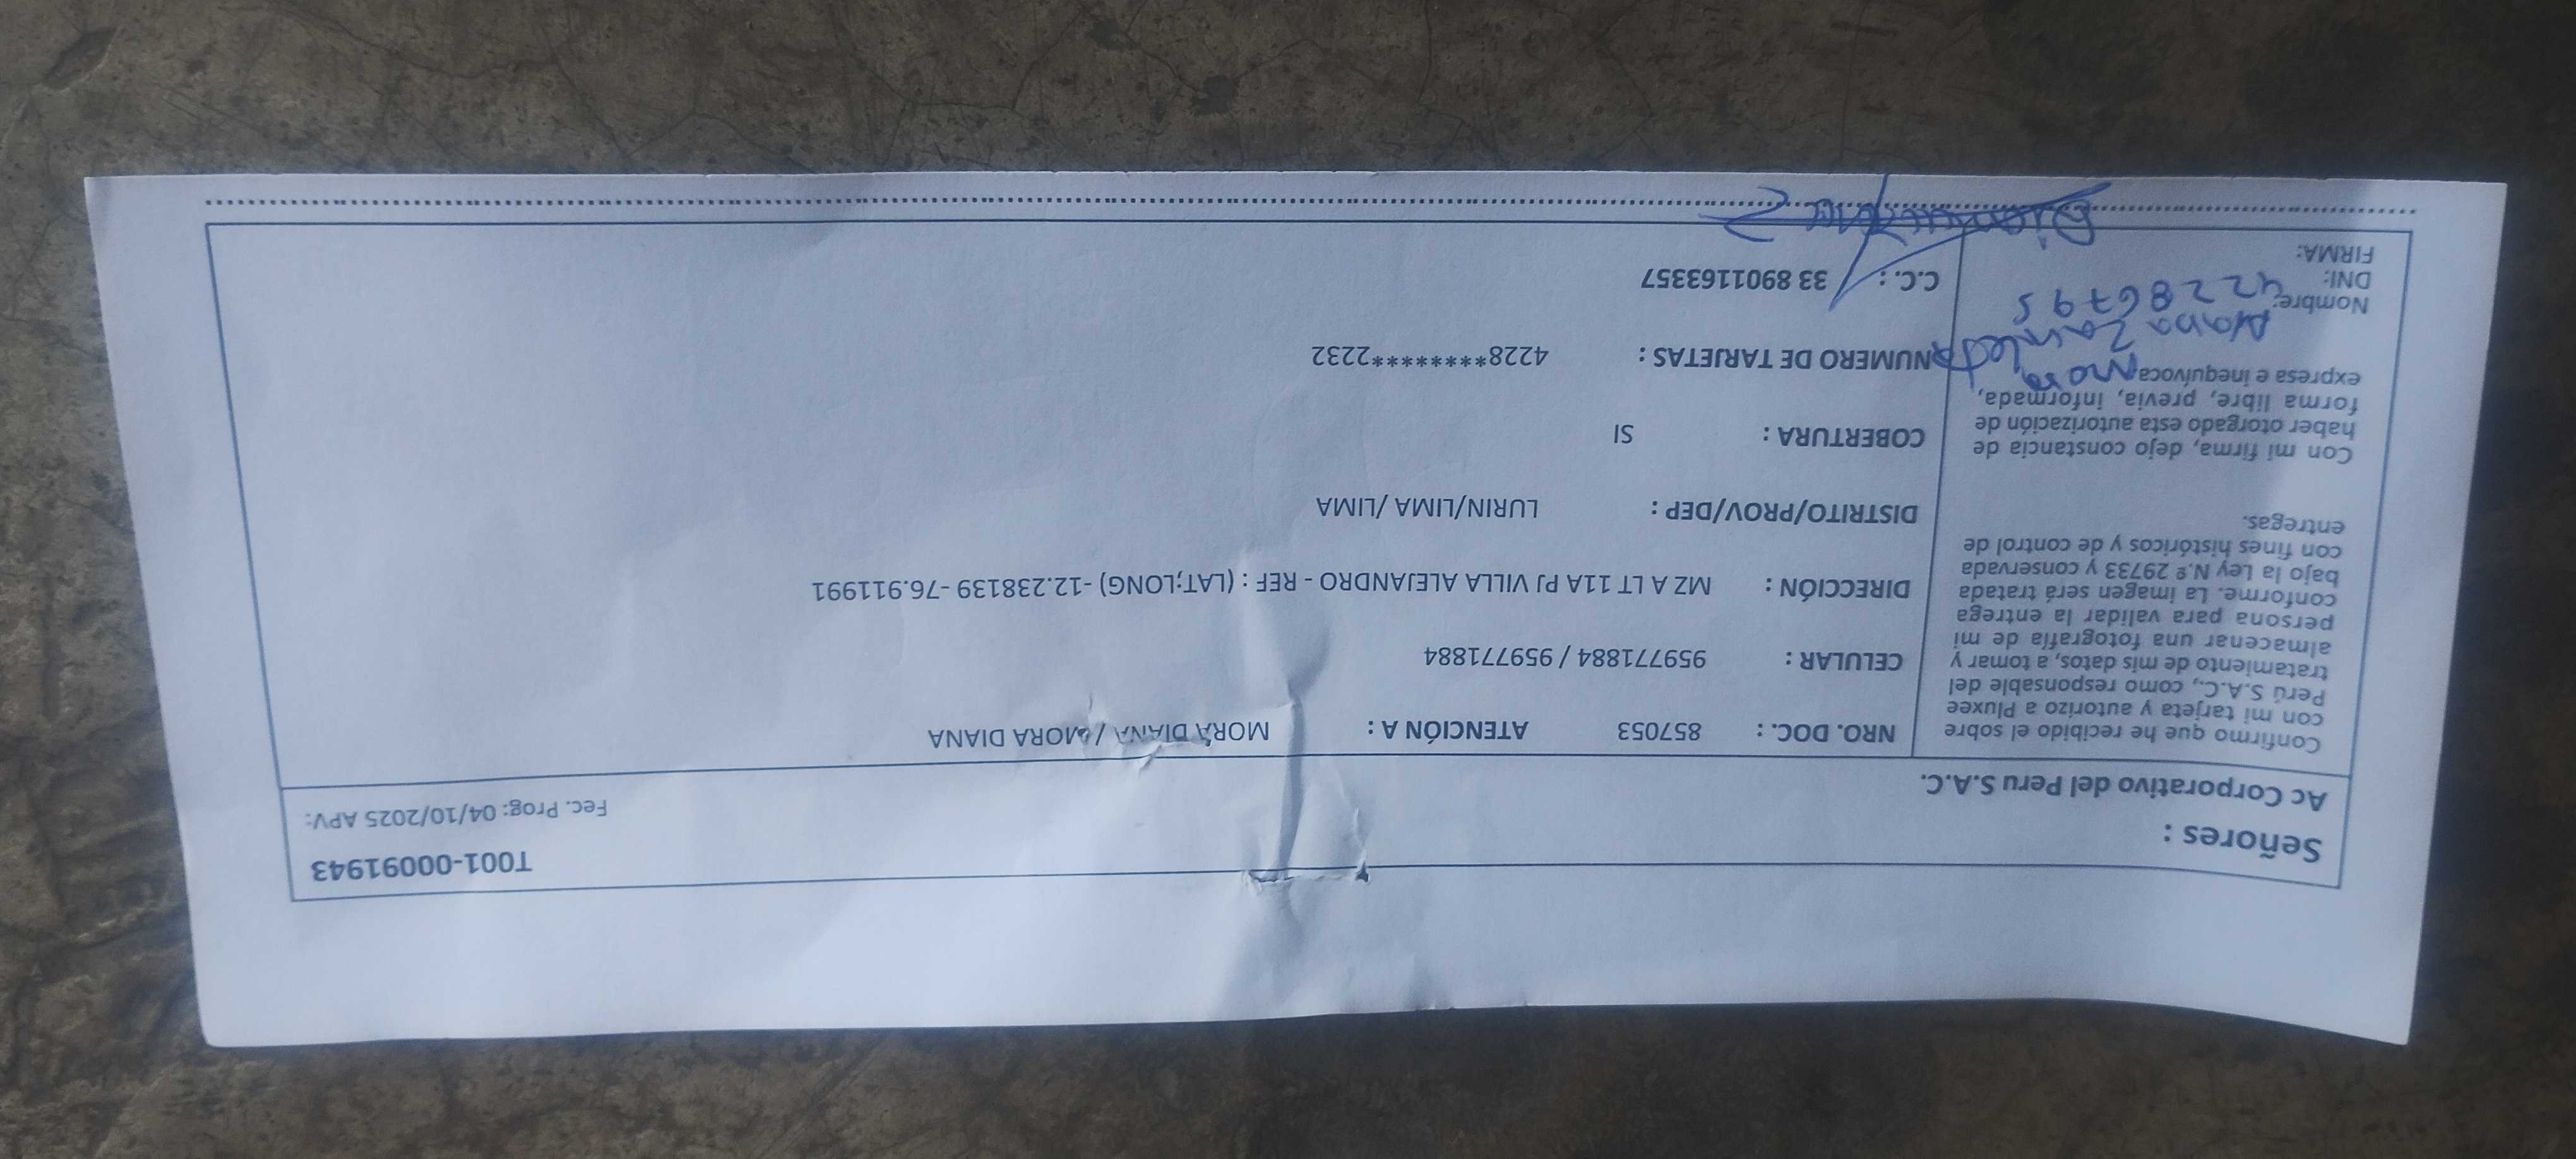 Señores :
Ac Corporativo del Peru S.A.C.
T001-00091943
Fec. Prog: 04/10/2025 APV:
Confirmo que he recibido el sobre
con mi tarjeta y autorizo a Pluxee
Perú S.A.C., como responsable del
tratamiento de mis datos, a tomar y
almacenar una fotografía de mi
persona para validar la entrega
conforme. La imagen será tratada
bajo la Ley N.º 29733 y conservada
con fines históricos y de control de
entregas.
Con mi firma, dejo constancia de
haber otorgado esta autorización de
forma libre, previa, informada,
expresa e inequívoca
Mora
Nombre:
DNI: 42286795
FIRMA:
NRO. DOC. : 857053 ATENCIÓN A : MORA DIANA / MORA DIANA
CELULAR : 959771884 / 959771884
DIRECCIÓN : MZ A LT 11A PJ VILLA ALEJANDRO - REF : (LAT;LONG) -12.238139 -76.911991
DISTRITO/PROV/DEP : LURIN/LIMA /LIMA
COBERTURA : SI
NUMERO DE TARJETAS : 4228*********2232
C.C. : 33 8901163357